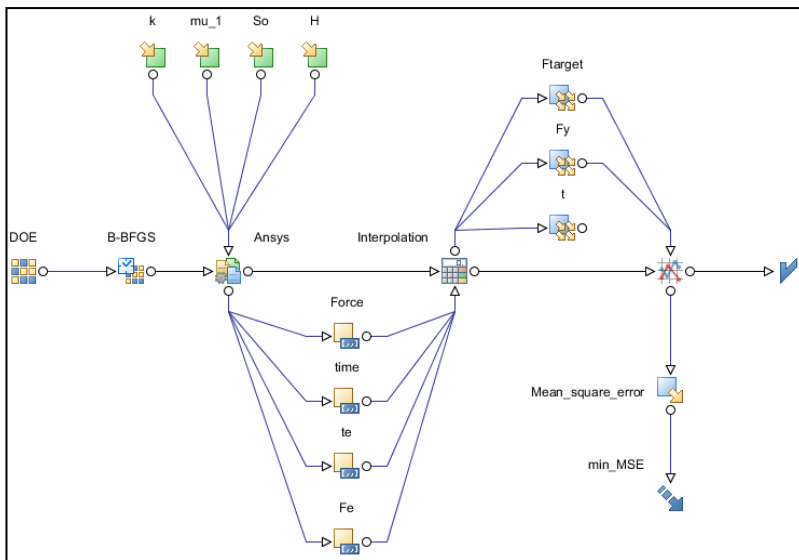 k mu_1 So H
Ftarget
Fy
t
DOE B-BFGS Ansys Interpolation
Force
time
te
Fe
Mean_square_error
min_MSE